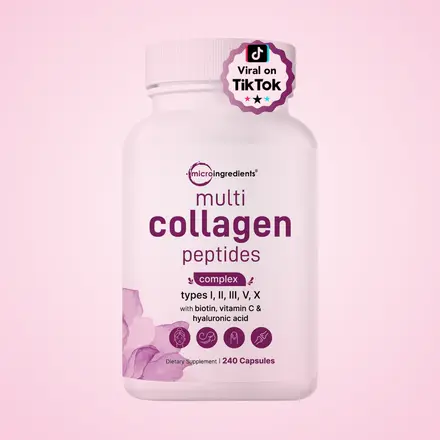 Viral on
TikTok
microingredients®
multi
collagen
peptides
complex
types I, II, III, V, X
with biotin, vitamin C &
hyaluronic acid
Dietary Supplement | 240 Capsules